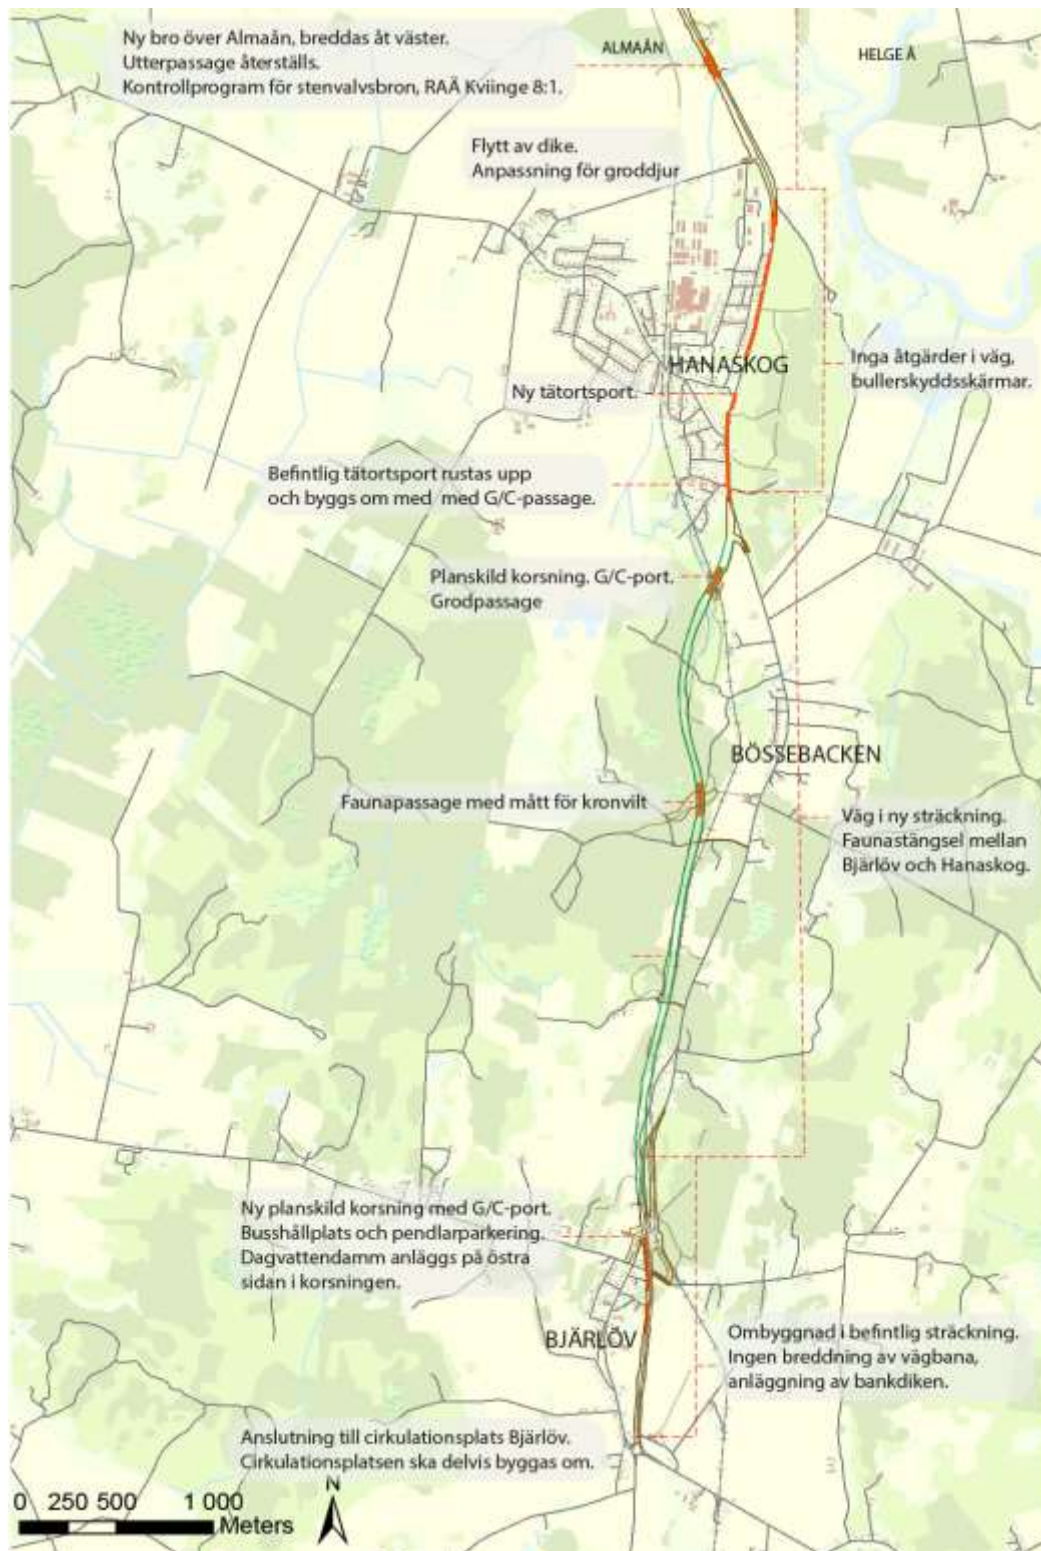 Ny bro över Almaån, breddas åt väster.
Utterpassage återställs.
Kontrollprogram för stenvalvsbron, RAÄ Kviinge 8:1.
ALMAÅN
HELGE Å
Flytt av dike.
Anpassning för groddjur
HANASKOG
Inga åtgärder i väg,
bullerskyddsskärmar.
Ny tätortsport.
Befintlig tätortsport rustas upp
och byggs om med med G/C-passage.
Planskild korsning. G/C-port.
Grodpassage
BÖSSEBACKEN
Faunapassage med mått för kronvilt
Väg i ny sträckning.
Faunastängsel mellan
Bjärlöv och Hanaskog.
Ny planskild korsning med G/C-port.
Busshållplats och pendlarparkering.
Dagvattendamm anläggs på östra
sidan i korsningen.
BJÄRLÖV
Ombyggnad i befintlig sträckning.
Ingen breddning av vägbana,
anläggning av bankdiken.
Anslutning till cirkulationsplats Bjärlöv.
Cirkulationsplatsen ska delvis byggas om.
N
0 250 500 1 000
Meters